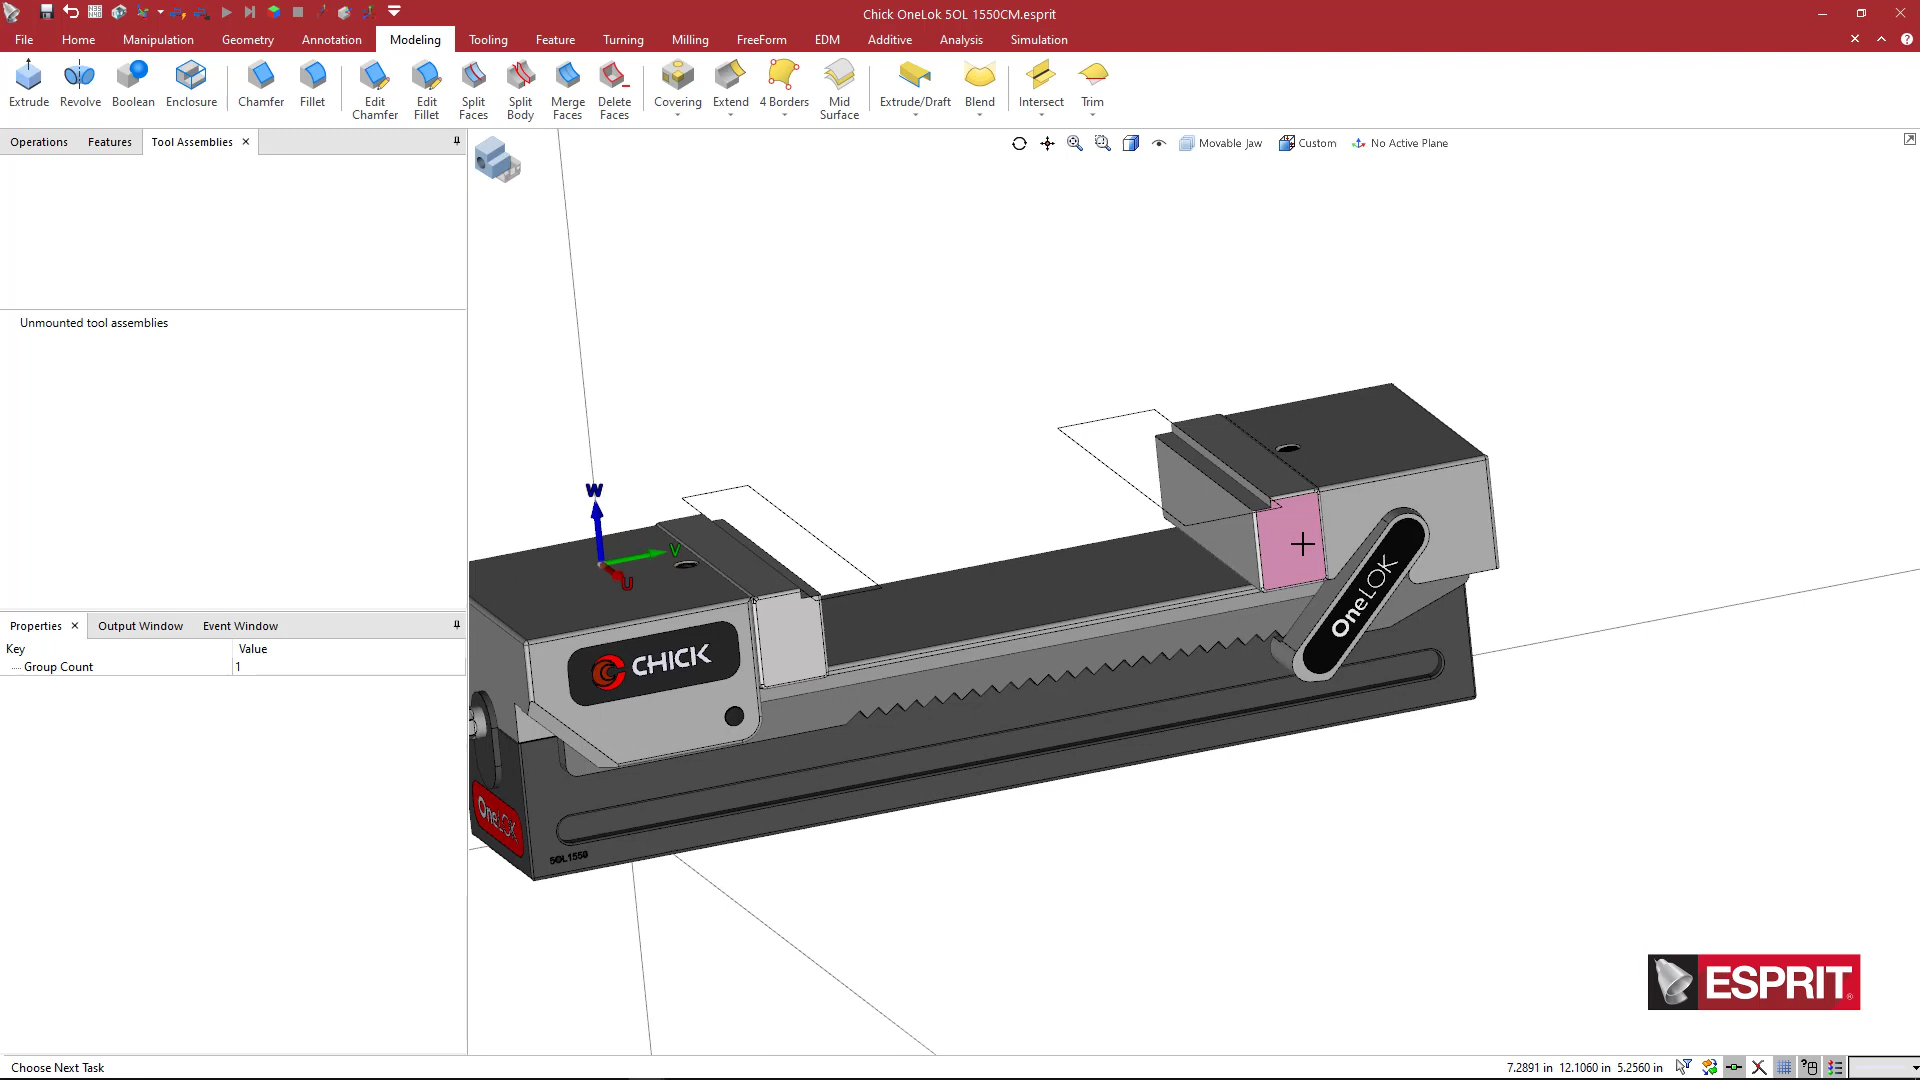 Chick OneLok 5OL 1550CM.esprit
File Home Manipulation Geometry Annotation Modeling Tooling Feature Turning Milling FreeForm EDM Additive Analysis Simulation
Extrude Revolve Boolean Enclosure Chamfer Fillet Edit Chamfer Edit Fillet Split Faces Split Body Merge Faces Delete Faces Covering Extend 4 Borders Mid Surface Extrude/Draft Blend Intersect Trim
Operations Features Tool Assemblies
Movable Jaw Custom No Active Plane
Unmounted tool assemblies
W
V
U
OneLOK
CHICK
OneLOK
5OL1550
Properties Output Window Event Window
Key Value
Group Count 1
ESPRIT
Choose Next Task
7.2891 in 12.1060 in 5.2560 in